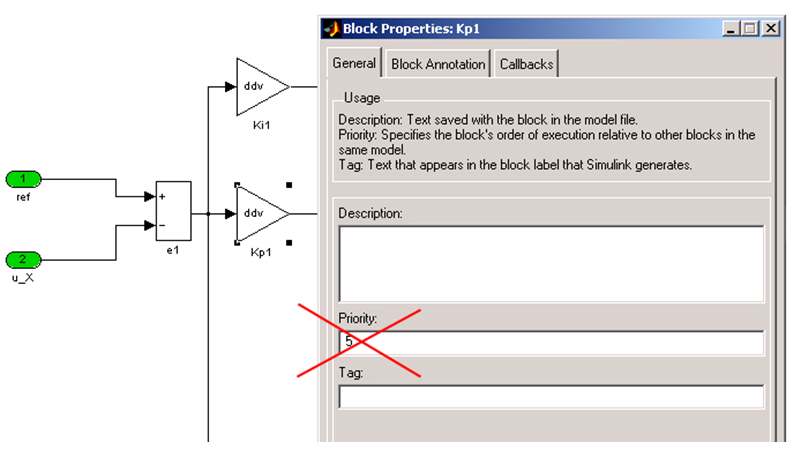 Block Properties: Kp1
General
Block Annotation
Callbacks
Usage
Description: Text saved with the block in the model file.
Priority: Specifies the block's order of execution relative to other blocks in the
same model.
Tag: Text that appears in the block label that Simulink generates.
Description:
Priority:
5
Tag:
ddv
Ki1
1
ref
+
-
e1
ddv
Kp1
2
u_X